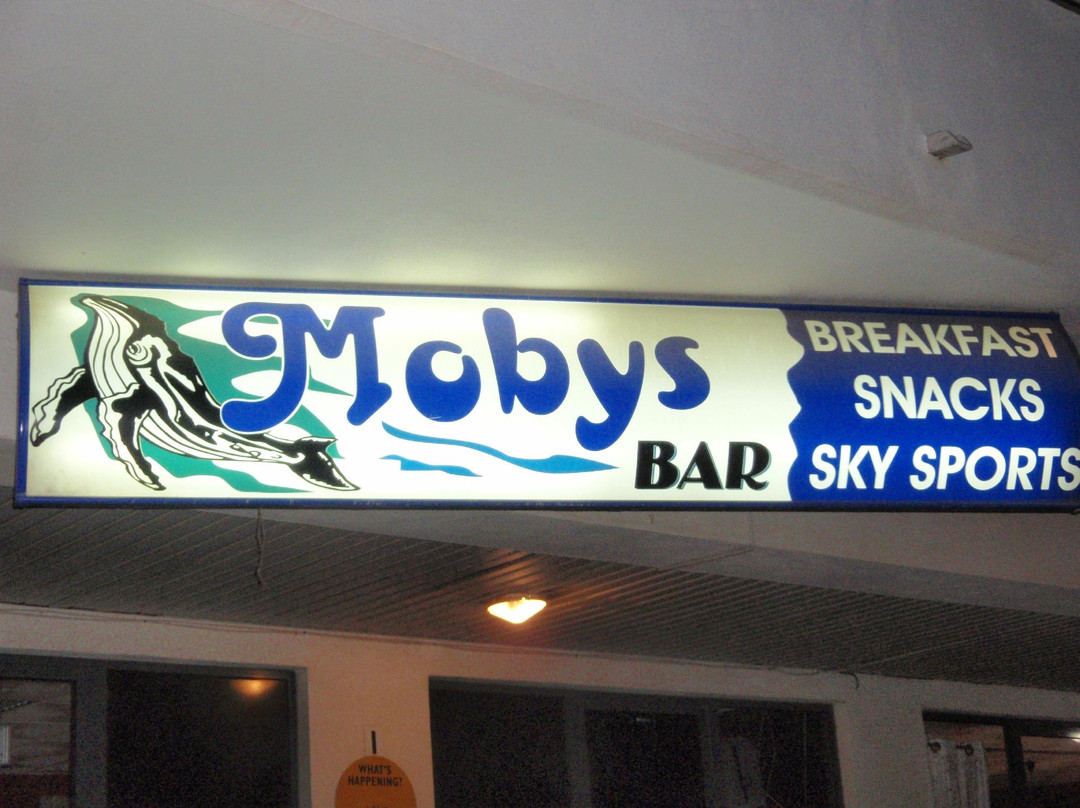 Mobys
BAR
BREAKFAST
SNACKS
SKY SPORTS
WHAT'S
HAPPENING?